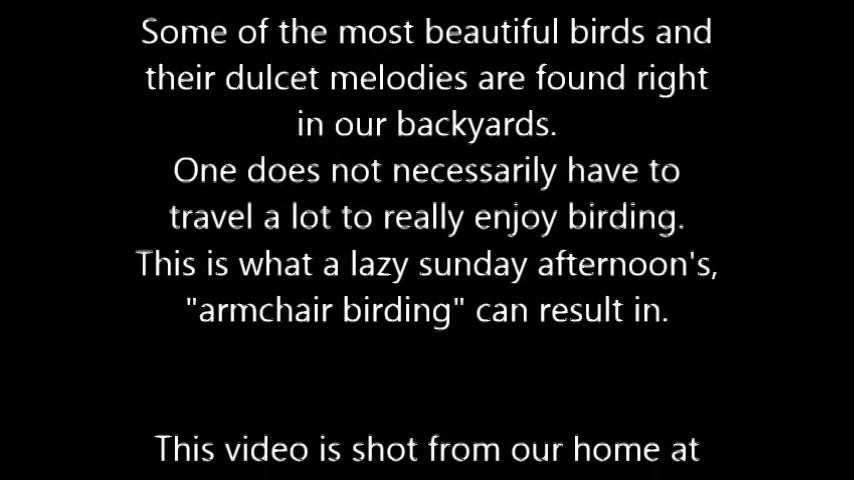 Some of the most beautiful birds and
their dulcet melodies are found right
in our backyards.
One does not necessarily have to
travel a lot to really enjoy birding.
This is what a lazy sunday afternoon's,
"armchair birding" can result in.
This video is shot from our home at